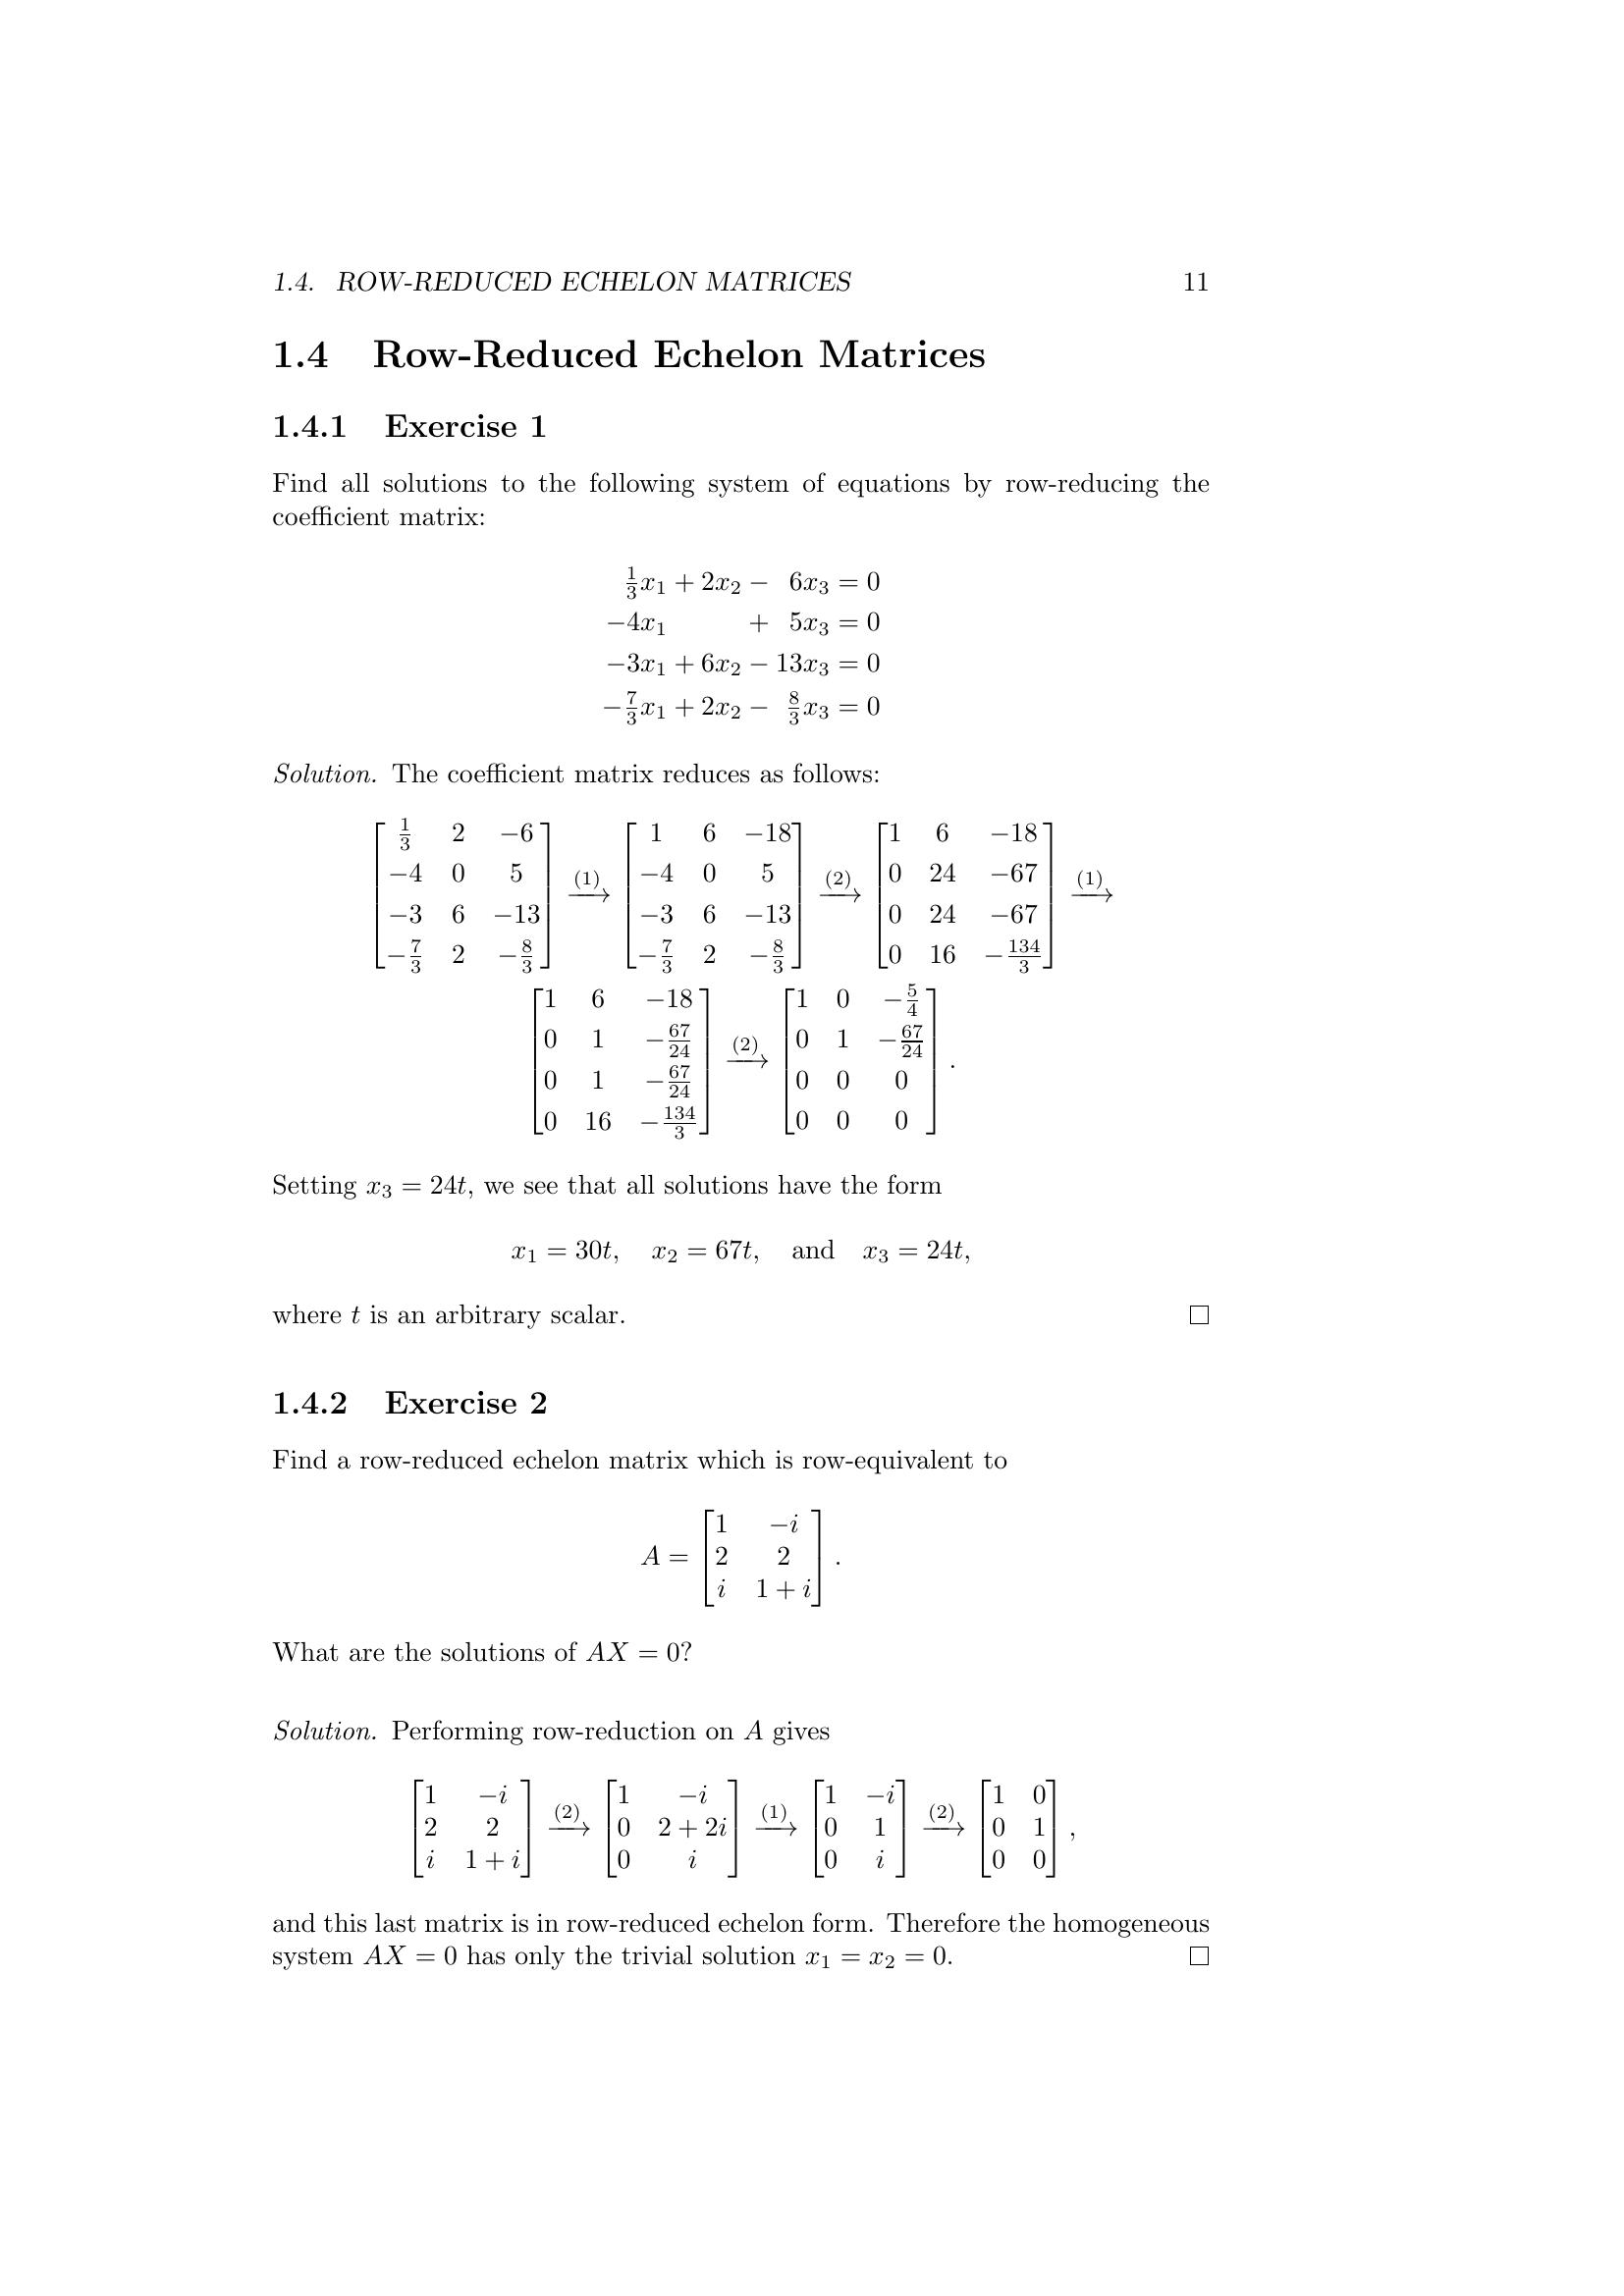 1.4. ROW-REDUCED ECHELON MATRICES 11
1.4 Row-Reduced Echelon Matrices
1.4.1 Exercise 1
Find all solutions to the following system of equations by row-reducing the
coefficient matrix:
\frac{1}{3}x_1 + 2x_2 - 6x_3 = 0
-4x_1 + 5x_3 = 0
-3x_1 + 6x_2 - 13x_3 = 0
-\frac{7}{3}x_1 + 2x_2 - \frac{8}{3}x_3 = 0
Solution. The coefficient matrix reduces as follows:
\begin{bmatrix} \frac{1}{3} & 2 & -6 \\ -4 & 0 & 5 \\ -3 & 6 & -13 \\ -\frac{7}{3} & 2 & -\frac{8}{3} \end{bmatrix} \xrightarrow{(1)} \begin{bmatrix} 1 & 6 & -18 \\ -4 & 0 & 5 \\ -3 & 6 & -13 \\ -\frac{7}{3} & 2 & -\frac{8}{3} \end{bmatrix} \xrightarrow{(2)} \begin{bmatrix} 1 & 6 & -18 \\ 0 & 24 & -67 \\ 0 & 24 & -67 \\ 0 & 16 & -\frac{134}{3} \end{bmatrix} \xrightarrow{(1)}
\begin{bmatrix} 1 & 6 & -18 \\ 0 & 1 & -\frac{67}{24} \\ 0 & 1 & -\frac{67}{24} \\ 0 & 16 & -\frac{134}{3} \end{bmatrix} \xrightarrow{(2)} \begin{bmatrix} 1 & 0 & -\frac{5}{4} \\ 0 & 1 & -\frac{67}{24} \\ 0 & 0 & 0 \\ 0 & 0 & 0 \end{bmatrix}.
Setting x_3 = 24t, we see that all solutions have the form
x_1 = 30t, x_2 = 67t, and x_3 = 24t,
where t is an arbitrary scalar. □
1.4.2 Exercise 2
Find a row-reduced echelon matrix which is row-equivalent to
A = \begin{bmatrix} 1 & -i \\ 2 & 2 \\ i & 1 + i \end{bmatrix}.
What are the solutions of AX = 0?
Solution. Performing row-reduction on A gives
\begin{bmatrix} 1 & -i \\ 2 & 2 \\ i & 1 + i \end{bmatrix} \xrightarrow{(2)} \begin{bmatrix} 1 & -i \\ 0 & 2 + 2i \\ 0 & i \end{bmatrix} \xrightarrow{(1)} \begin{bmatrix} 1 & -i \\ 0 & 1 \\ 0 & i \end{bmatrix} \xrightarrow{(2)} \begin{bmatrix} 1 & 0 \\ 0 & 1 \\ 0 & 0 \end{bmatrix},
and this last matrix is in row-reduced echelon form. Therefore the homogeneous
system AX = 0 has only the trivial solution x_1 = x_2 = 0. □